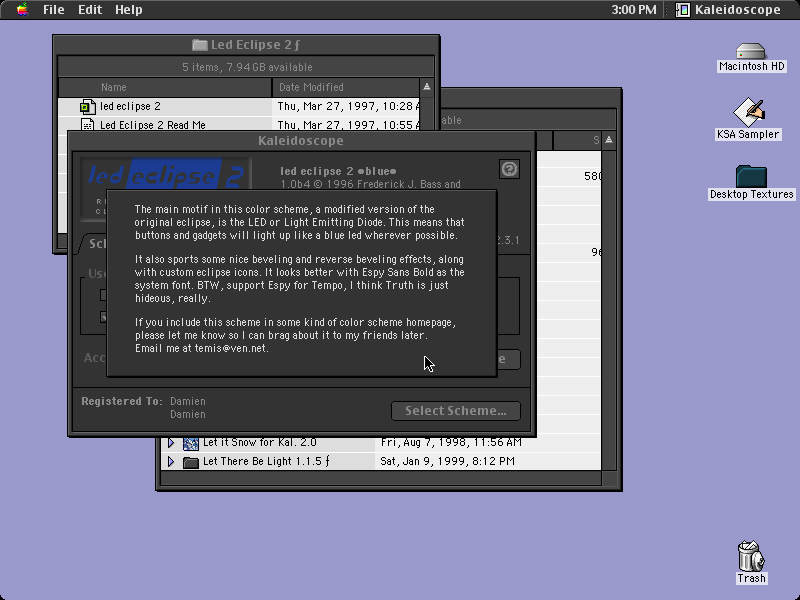 File Edit Help
3:00 PM Kaleidoscope
Led Eclipse 2 ƒ
5 items, 7.94 GB available
Name Date Modified
led eclipse 2 Thu, Mar 27, 1997, 10:28 A
Led Eclipse 2 Read Me Thu, Mar 27, 1997, 10:55 A
able
S
580
96
Kaleidoscope
led eclipse 2
led eclipse 2 •blue•
1.0b4 © 1996 Frederick J. Bass and
2.3.1
Sch
Use
The main motif in this color scheme, a modified version of the
original eclipse, is the LED or Light Emitting Diode. This means that
buttons and gadgets will light up like a blue led wherever possible.
It also sports some nice beveling and reverse beveling effects, along
with custom eclipse icons. It looks better with Espy Sans Bold as the
system font. BTW, support Espy for Tempo, I think Truth is just
hideous, really.
If you include this scheme in some kind of color scheme homepage,
please let me know so I can brag about it to my friends later.
Email me at temis@ven.net.
Acc
e
Registered To: Damien
Damien
Select Scheme...
Let it Snow for Kal. 2.0 Fri, Aug 7, 1998, 11:56 AM
Let There Be Light 1.1.5 ƒ Sat, Jan 9, 1999, 8:12 PM
Macintosh HD
KSA Sampler
Desktop Textures
Trash